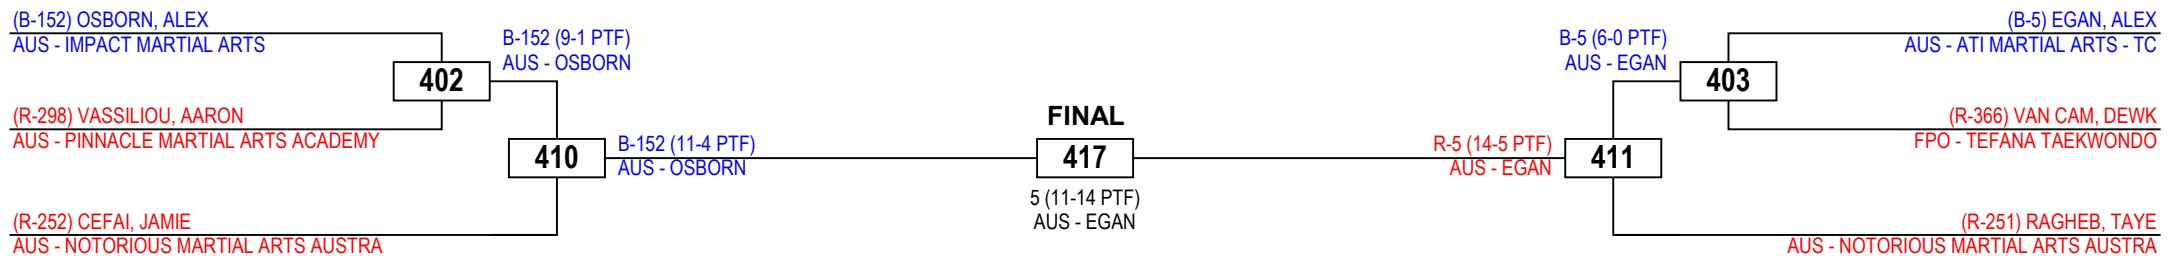 (B-152) OSBORN, ALEX
AUS - IMPACT MARTIAL ARTS
B-152 (9-1 PTF)
AUS - OSBORN
402
(R-298) VASSILIOU, AARON
AUS - PINNACLE MARTIAL ARTS ACADEMY
410
B-152 (11-4 PTF)
AUS - OSBORN
(R-252) CEFAI, JAMIE
AUS - NOTORIOUS MARTIAL ARTS AUSTRA
FINAL
417
5 (11-14 PTF)
AUS - EGAN
(B-5) EGAN, ALEX
AUS - ATI MARTIAL ARTS - TC
B-5 (6-0 PTF)
AUS - EGAN
403
(R-366) VAN CAM, DEWK
FPO - TEFANA TAEKWONDO
R-5 (14-5 PTF)
AUS - EGAN
411
(R-251) RAGHEB, TAYE
AUS - NOTORIOUS MARTIAL ARTS AUSTRA